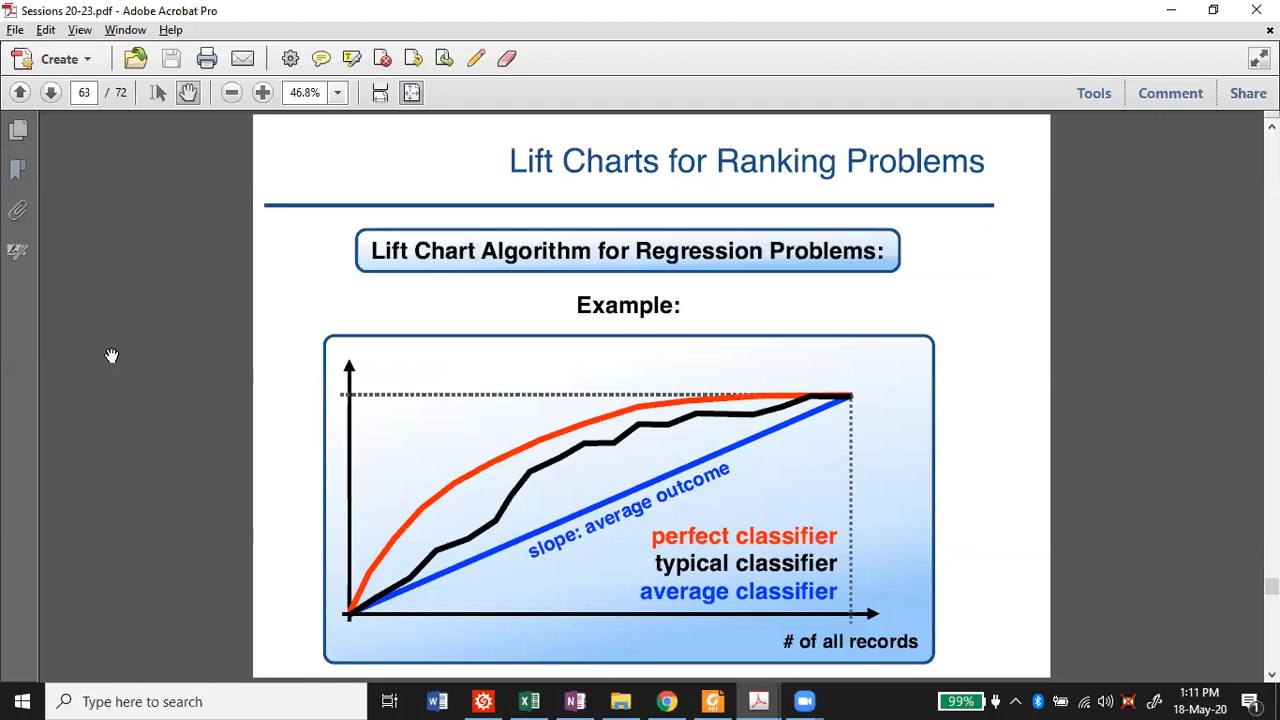 Sessions 20-23.pdf - Adobe Acrobat Pro
File Edit View Window Help
Create
63 / 72 46.8% Tools Comment Share
Lift Charts for Ranking Problems
Lift Chart Algorithm for Regression Problems:
Example:
slope: average outcome
perfect classifier
typical classifier
average classifier
# of all records
Type here to search
99%
1:11 PM
18-May-20